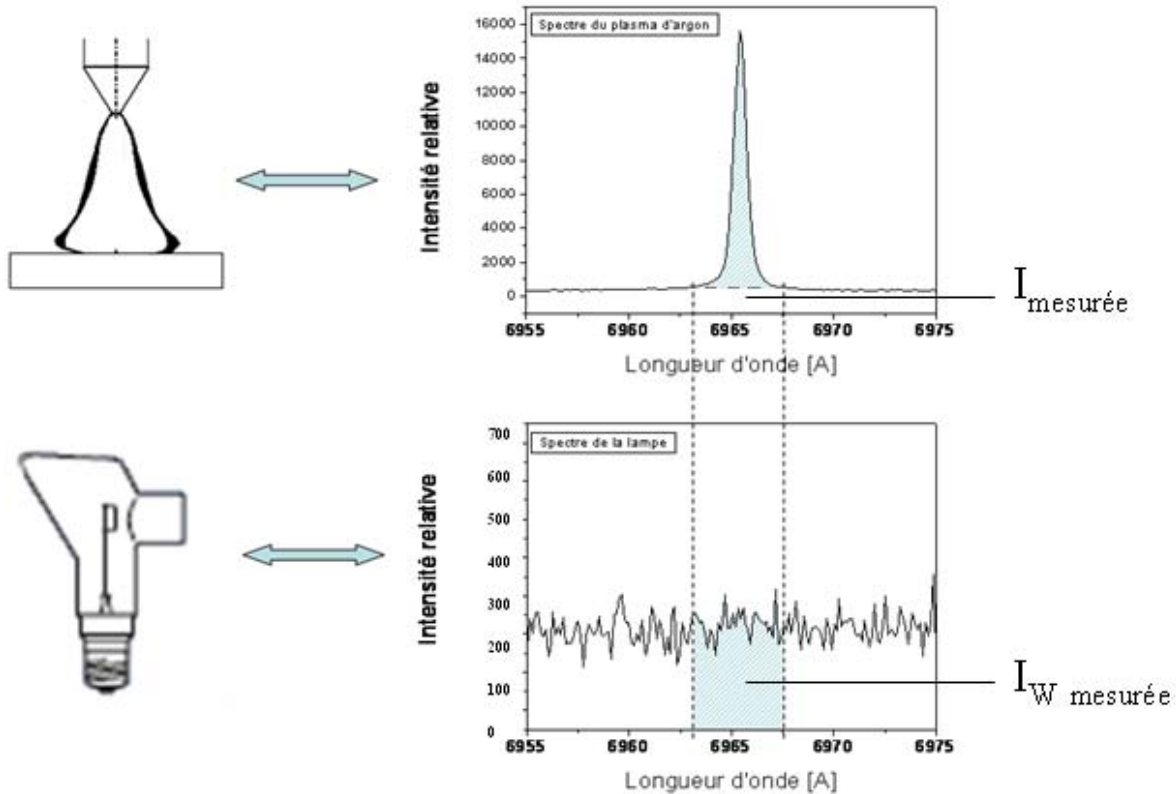 Spectre du plasma d'argon
Intensité relative
16000
14000
12000
10000
8000
6000
4000
2000
0
6955 6960 6965 6970 6975
Longueur d'onde [A]
I mesurée
Spectre de la lampe
Intensité relative
700
600
500
400
300
200
100
0
6955 6960 6965 6970 6975
Longueur d'onde [A]
I W mesurée